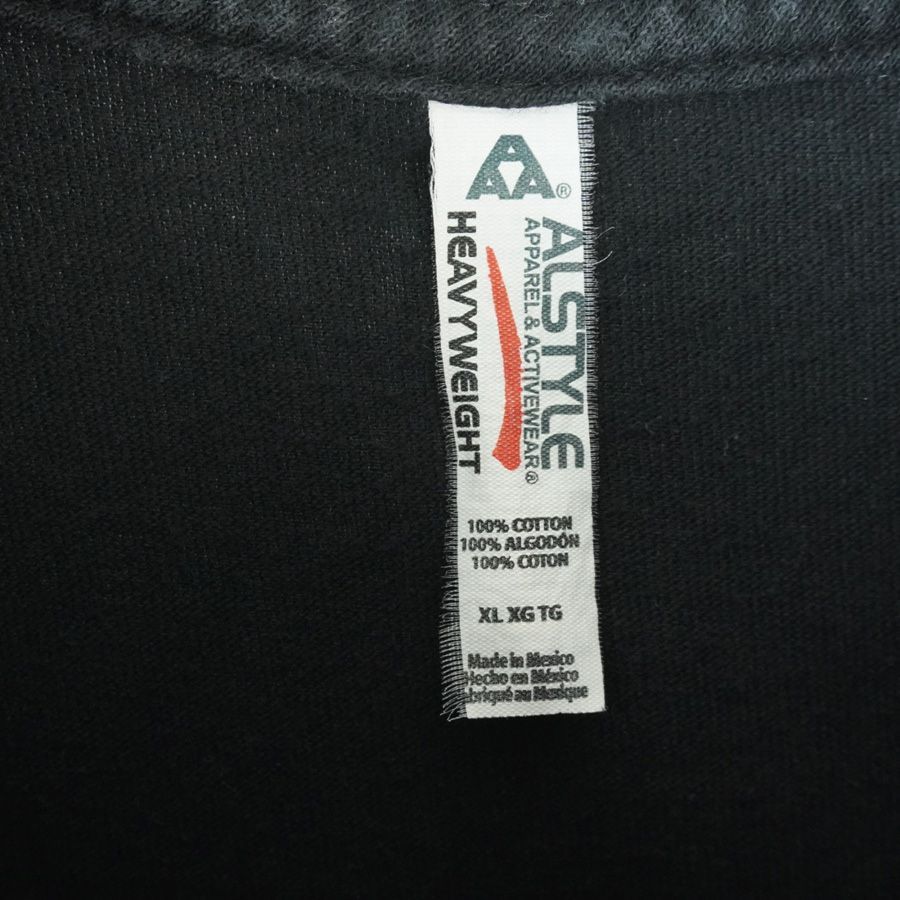 AAA®
ALSTYLE
APPAREL & ACTIVEWEAR®
HEAVYWEIGHT
100% COTTON
100% ALGODÓN
100% COTON
XL XG TG
Made in Mexico
Hecho en México
briqué au Mexique